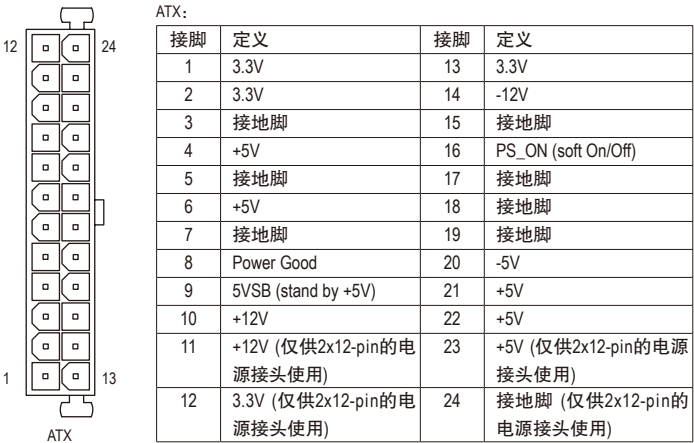 12
24
1
13
ATX
ATX：
接脚 定义 接脚 定义
1 3.3V 13 3.3V
2 3.3V 14 -12V
3 接地脚 15 接地脚
4 +5V 16 PS_ON (soft On/Off)
5 接地脚 17 接地脚
6 +5V 18 接地脚
7 接地脚 19 接地脚
8 Power Good 20 -5V
9 5VSB (stand by +5V) 21 +5V
10 +12V 22 +5V
11 +12V (仅供2x12-pin的电 23 +5V (仅供2x12-pin的电源
源接头使用) 接头使用)
12 3.3V (仅供2x12-pin的电 24 接地脚 (仅供2x12-pin的
源接头使用) 电源接头使用)